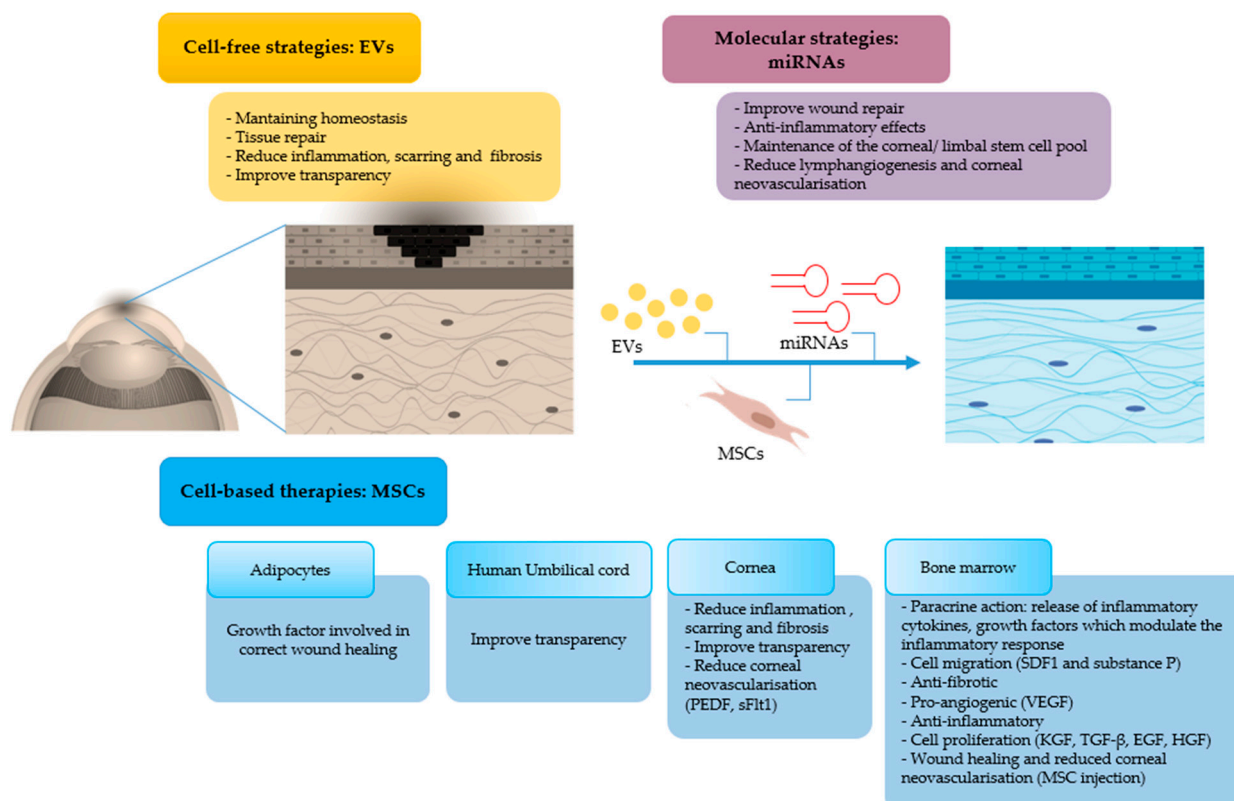 Cell-free strategies: EVs
- Mantaining homeostasis
- Tissue repair
- Reduce inflammation, scarring and fibrosis
- Improve transparency
Molecular strategies:
miRNAs
- Improve wound repair
- Anti-inflammatory effects
- Maintenance of the corneal/ limbal stem cell pool
- Reduce lymphangiogenesis and corneal
neovascularisation
EVs
miRNAs
MSCs
Cell-based therapies: MSCs
Adipocytes
Growth factor involved in
correct wound healing
Human Umbilical cord
Improve transparency
Cornea
- Reduce inflammation ,
scarring and fibrosis
- Improve transparency
- Reduce corneal
neovascularisation
(PEDF, sFlt1)
Bone marrow
- Paracrine action: release of inflammatory
cytokines, growth factors which modulate the
inflammatory response
- Cell migration (SDF1 and substance P)
- Anti-fibrotic
- Pro-angiogenic (VEGF)
- Anti-inflammatory
- Cell proliferation (KGF, TGF-β, EGF, HGF)
- Wound healing and reduced corneal
neovascularisation (MSC injection)